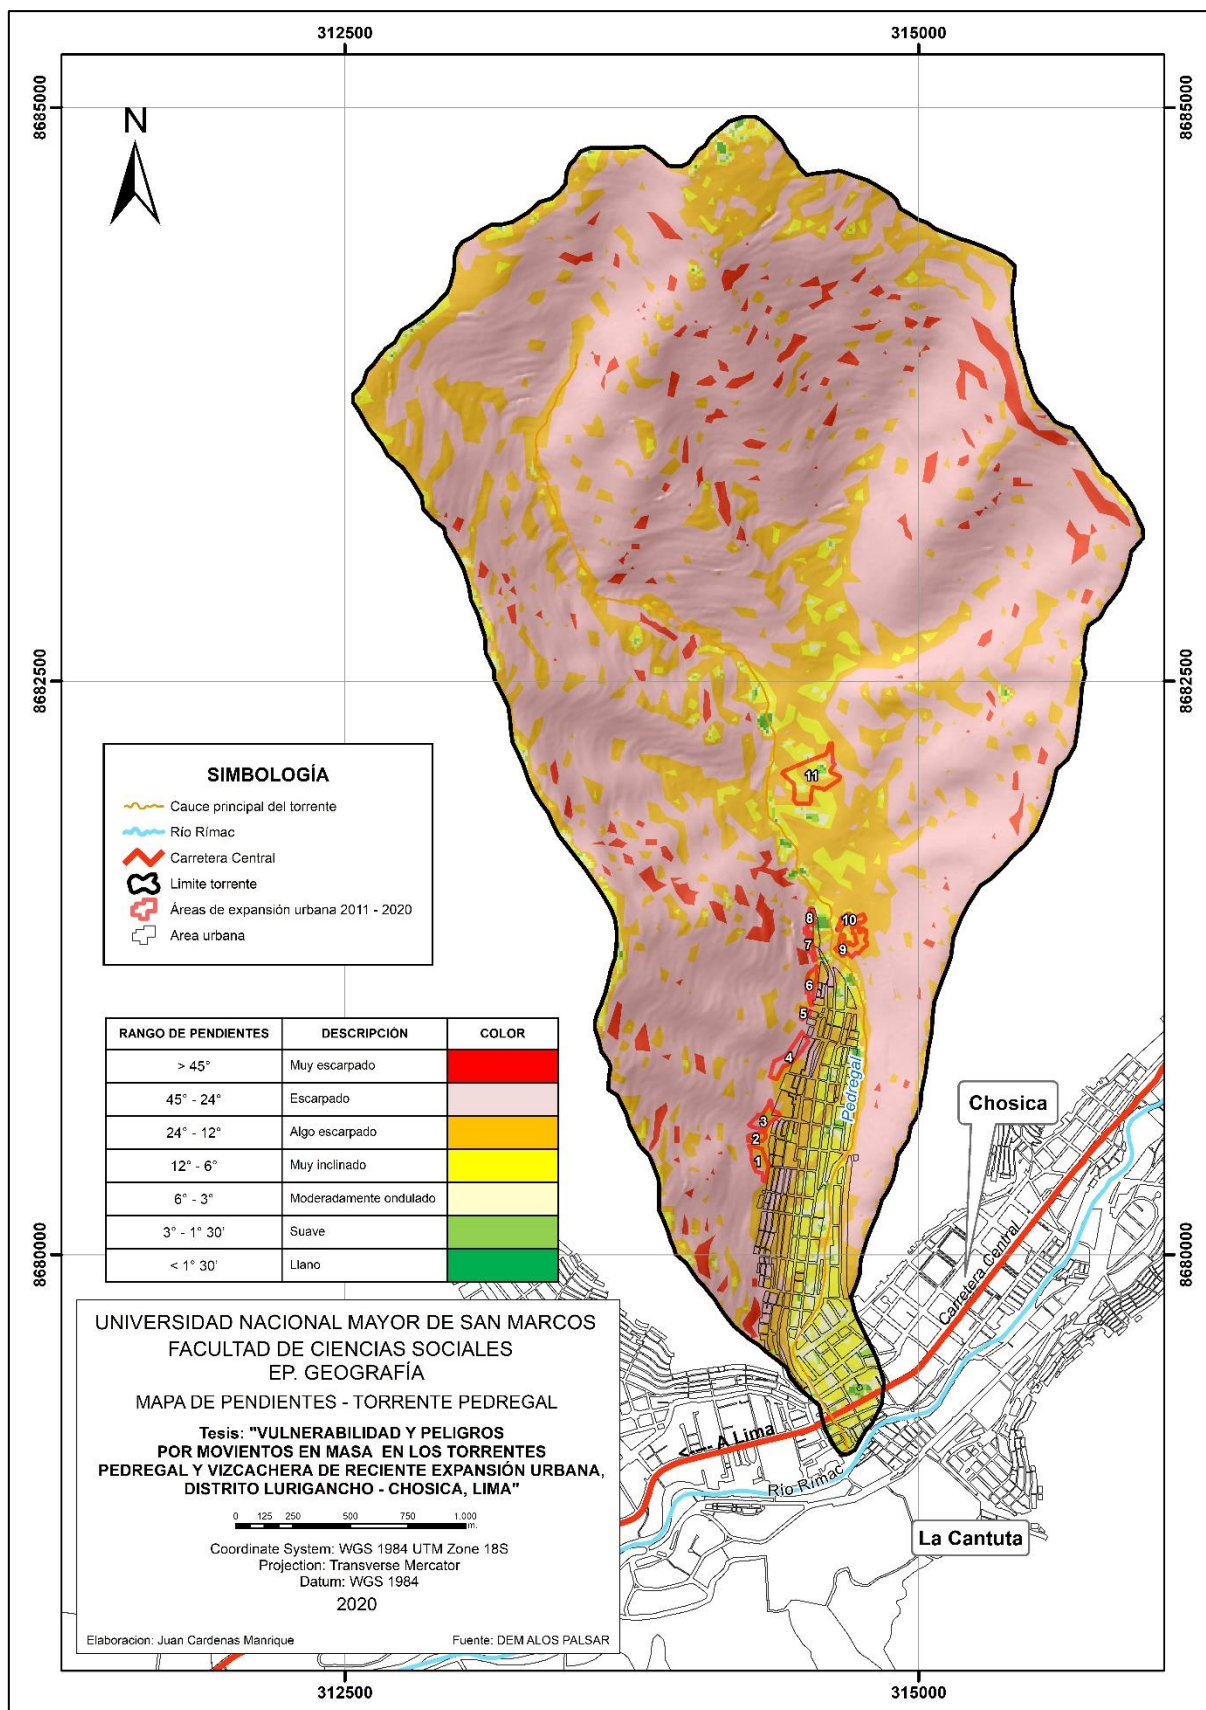 312500
315000
8685000
8685000
N
8682500
8682500
11
SIMBOLOGÍA
Cauce principal del torrente
Río Rímac
Carretera Central
Limite torrente
Áreas de expansión urbana 2011 - 2020
Area urbana
8
10
7
9
6
5
4
3
2
1
Pedregal
RANGO DE PENDIENTES DESCRIPCIÓN COLOR
> 45° Muy escarpado
45° - 24° Escarpado
24° - 12° Algo escarpado
12° - 6° Muy inclinado
6° - 3° Moderadamente ondulado
3° - 1° 30' Suave
< 1° 30' Llano
Chosica
8680000
8680000
Carretera Central
UNIVERSIDAD NACIONAL MAYOR DE SAN MARCOS
FACULTAD DE CIENCIAS SOCIALES
EP. GEOGRAFÍA
MAPA DE PENDIENTES - TORRENTE PEDREGAL
Tesis: "VULNERABILIDAD Y PELIGROS
POR MOVIENTOS EN MASA EN LOS TORRENTES
PEDREGAL Y VIZCACHERA DE RECIENTE EXPANSIÓN URBANA,
DISTRITO LURIGANCHO - CHOSICA, LIMA"
0 125 250 500 750 1,000
m.
Coordinate System: WGS 1984 UTM Zone 18S
Projection: Transverse Mercator
Datum: WGS 1984
2020
Elaboracion: Juan Cardenas Manrique
Fuente: DEM ALOS PALSAR
<---- A Lima
Río Rímac
La Cantuta
312500
315000